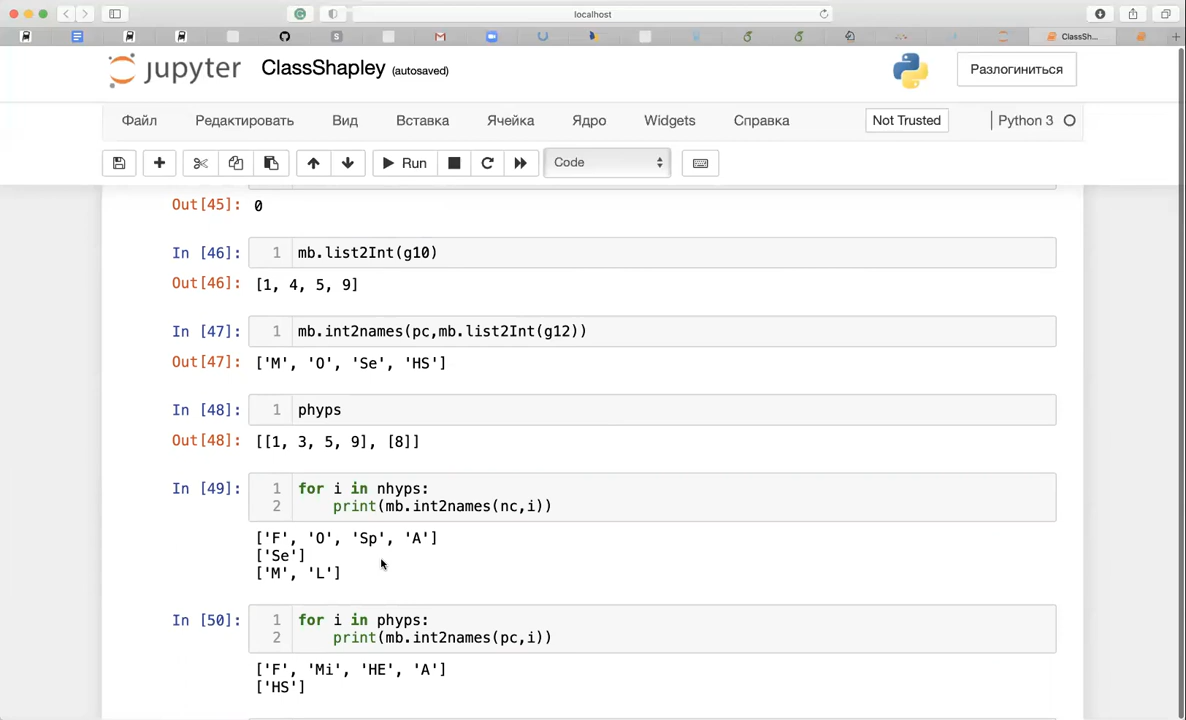 localhost
ClassSh...
jupyter ClassShapley (autosaved)
Разлогиниться
Файл Редактировать Вид Вставка Ячейка Ядро Widgets Справка Not Trusted Python 3
Run Code
Out[45]: 0
In [46]: 1 mb.list2Int(g10)
Out[46]: [1, 4, 5, 9]
In [47]: 1 mb.int2names(pc,mb.list2Int(g12))
Out[47]: ['M', 'O', 'Se', 'HS']
In [48]: 1 phyps
Out[48]: [[1, 3, 5, 9], [8]]
In [49]: 1 for i in nhyps:
2 print(mb.int2names(nc,i))
['F', 'O', 'Sp', 'A']
['Se']
['M', 'L']
In [50]: 1 for i in phyps:
2 print(mb.int2names(pc,i))
['F', 'Mi', 'HE', 'A']
['HS']